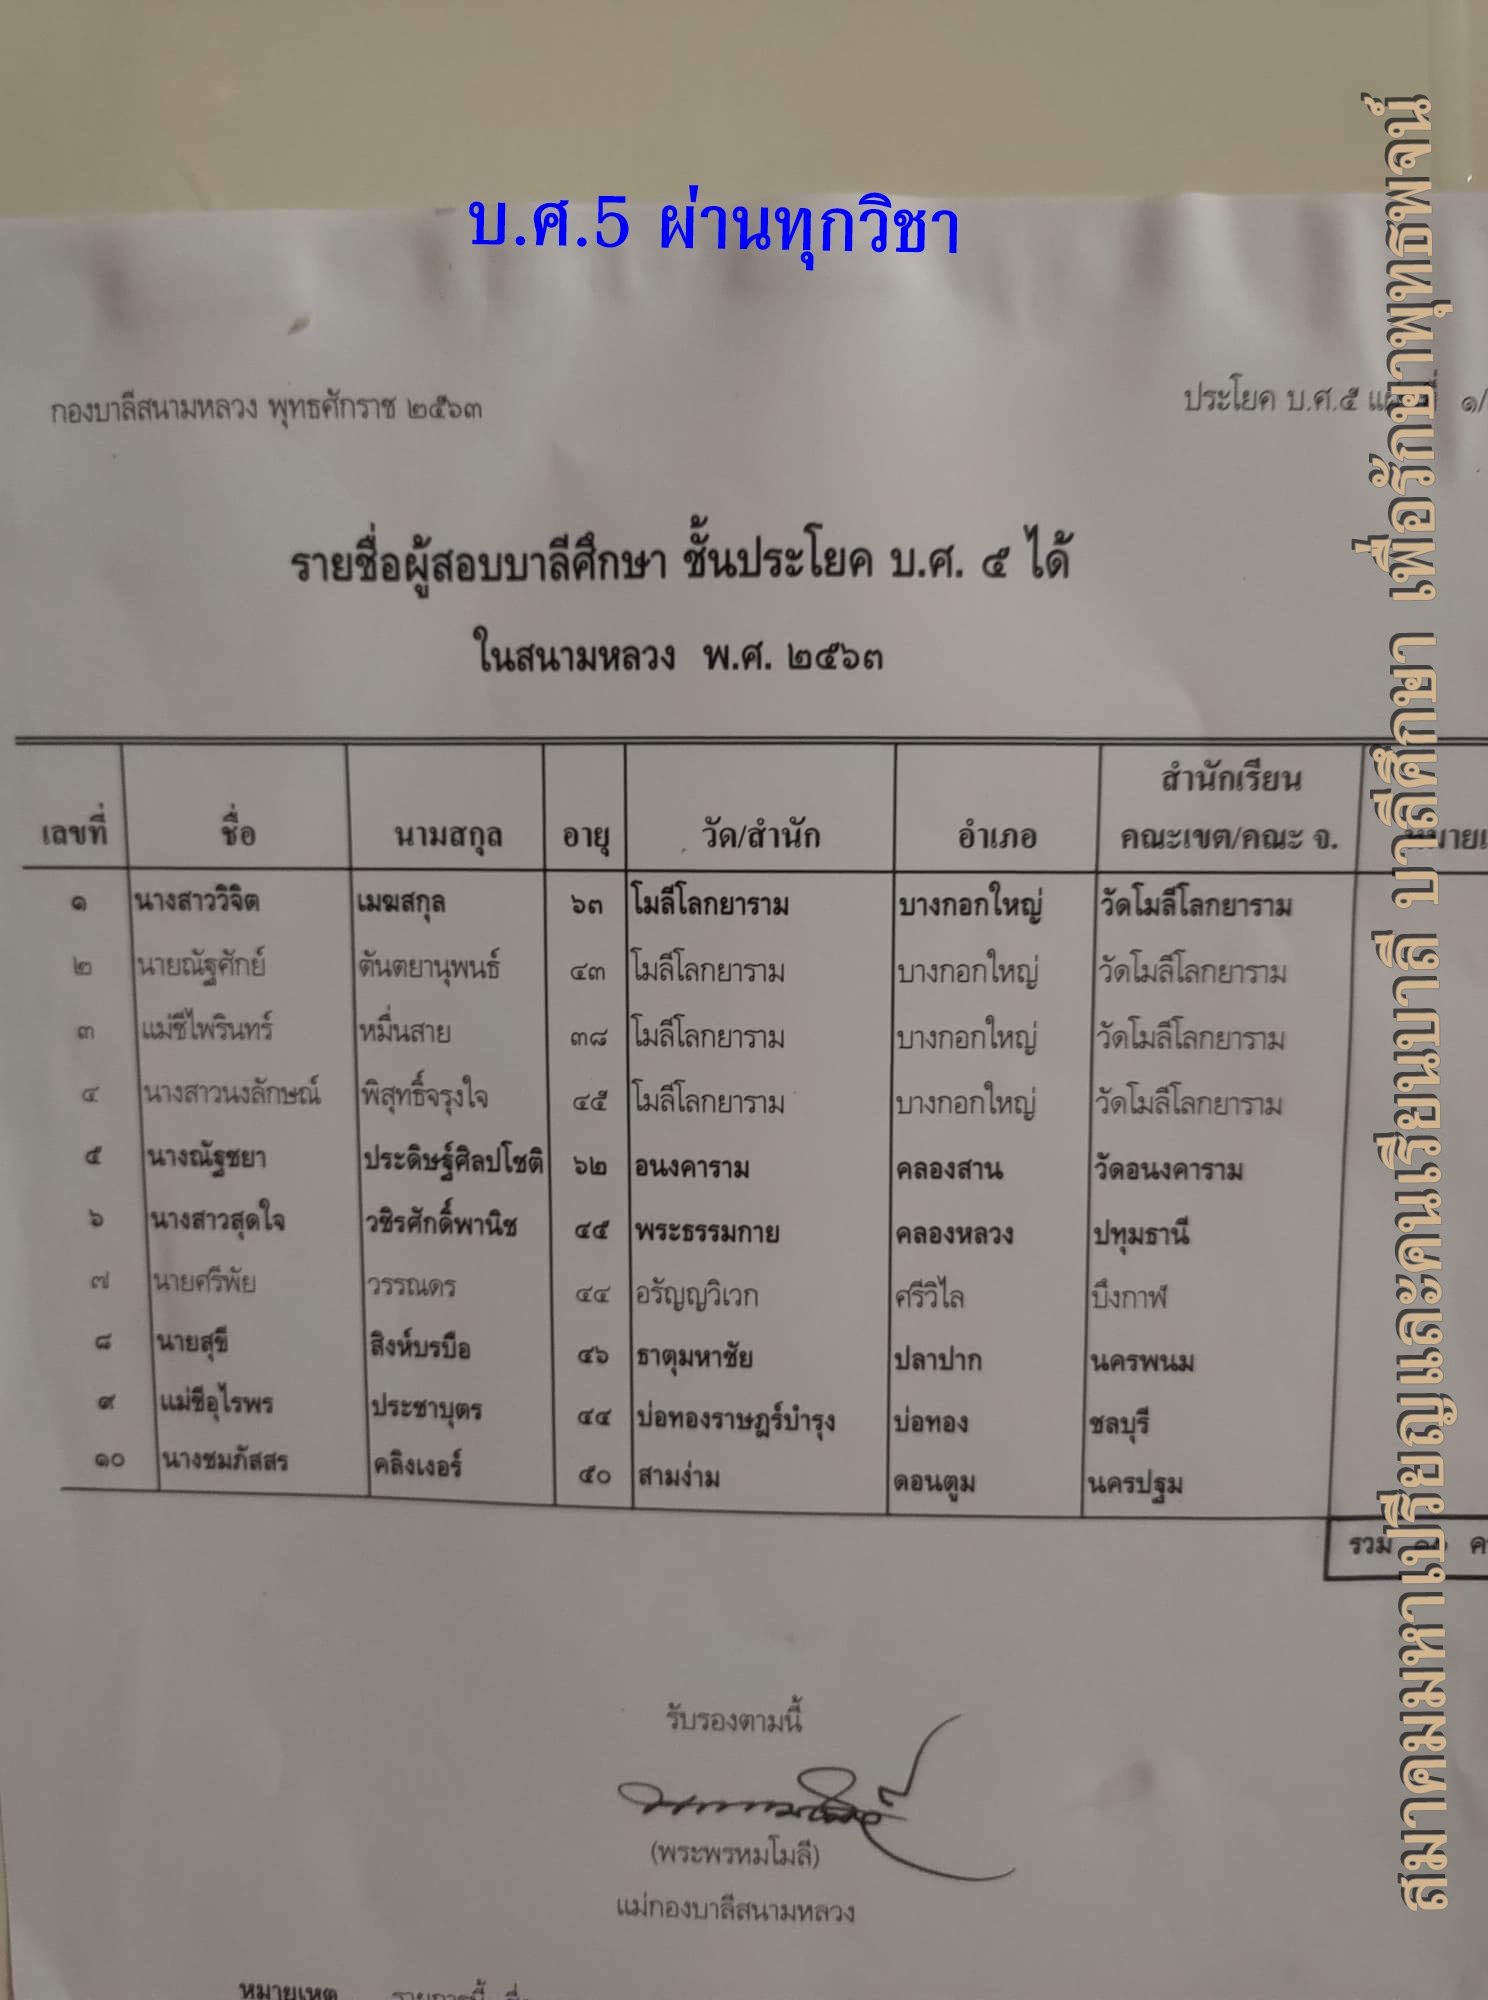 บ.ศ.5 ผ่านทุกวิชา
กองบาลีสนามหลวง พุทธศักราช ๒๕๖๓
ประโยค บ.ศ.๕ ๑/
รายชื่อผู้สอบบาลีศึกษา ชั้นประโยค บ.ศ. ๕ ได้
ในสนามหลวง พ.ศ. ๒๕๖๓
เลขที่ ชื่อ นามสกุล อายุ วัด/สำนัก อำเภอ สำนักเรียน คณะเขต/คณะ จ.
๑ นางสาววิจิต เมฆสกุล ๖๓ โมลีโลกยาราม บางกอกใหญ่ วัดโมลีโลกยาราม
๒ นายณัฐศักย์ ตันตยานุพนธ์ ๔๓ โมลีโลกยาราม บางกอกใหญ่ วัดโมลีโลกยาราม
๓ แม่ชีไพรินทร์ หมื่นสาย ๓๘ โมลีโลกยาราม บางกอกใหญ่ วัดโมลีโลกยาราม
๔ นางสาวนงลักษณ์ พิสุทธิ์จรุงใจ ๔๕ โมลีโลกยาราม บางกอกใหญ่ วัดโมลีโลกยาราม
๕ นางณัฐชยา ประดิษฐ์ศิลปโชติ ๖๒ อนงคาราม คลองสาน วัดอนงคาราม
๖ นางสาวสุดใจ วชิรศักดิ์พานิช ๔๕ พระธรรมกาย คลองหลวง ปทุมธานี
๗ นายศรีพัย วรรณดร ๔๔ อรัญญวิเวก ศรีวิไล บึงกาฬ
๘ นายสุขี สิงห์บรบือ ๔๖ ธาตุมหาชัย ปลาปาก นครพนม
๙ แม่ชีอุไรพร ประชาบุตร ๔๔ บ่อทองราษฎร์บำรุง บ่อทอง ชลบุรี
๑๐ นางชมภัสสร คลิงเงอร์ ๕๐ สามง่าม ดอนตูม นครปฐม
รวม ๑๐
รับรองตามนี้
(พระพรหมโมลี)
แม่กองบาลีสนามหลวง
หมายเหตุ รายการนี้
สมาคมมหาเปรียญและคนเรียนบาลี บาลีศึกษา เพื่อรักษาพุทธพจน์